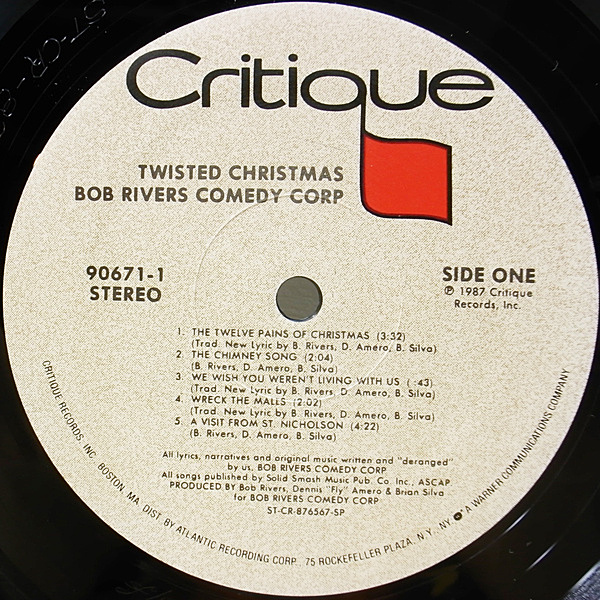 Critique
TWISTED CHRISTMAS
BOB RIVERS COMEDY CORP
90671-1
STEREO
SIDE ONE
℗ 1987 Critique
Records, Inc.
1. THE TWELVE PAINS OF CHRISTMAS (3:32)
(Trad. New Lyric by B. Rivers, D. Amero, B. Silva)
2. THE CHIMNEY SONG (2:04)
(B. Rivers, D. Amero, B. Silva)
3. WE WISH YOU WEREN'T LIVING WITH US ( :43)
(Trad. New Lyric by B. Rivers, D. Amero, B. Silva)
4. WRECK THE MALLS (2:02)
(Trad. New Lyric by B. Rivers, D. Amero, B. Silva)
5. A VISIT FROM ST. NICHOLSON (4:22)
(B. Rivers, D. Amero, B. Silva)
All lyrics, narratives and original music written and "deranged"
by us, BOB RIVERS COMEDY CORP
All songs published by Solid Smash Music Pub. Co. Inc., ASCAP
PRODUCED BY Bob Rivers, Dennis "Fly" Amero & Brian Silva
for BOB RIVERS COMEDY CORP
ST-CR-876567-SP
CRITIQUE RECORDS, INC. BOSTON, MA. DIST. BY ATLANTIC RECORDING CORP. 75 ROCKEFELLER PLAZA, N.Y., NY A WARNER COMMUNICATIONS COMPANY